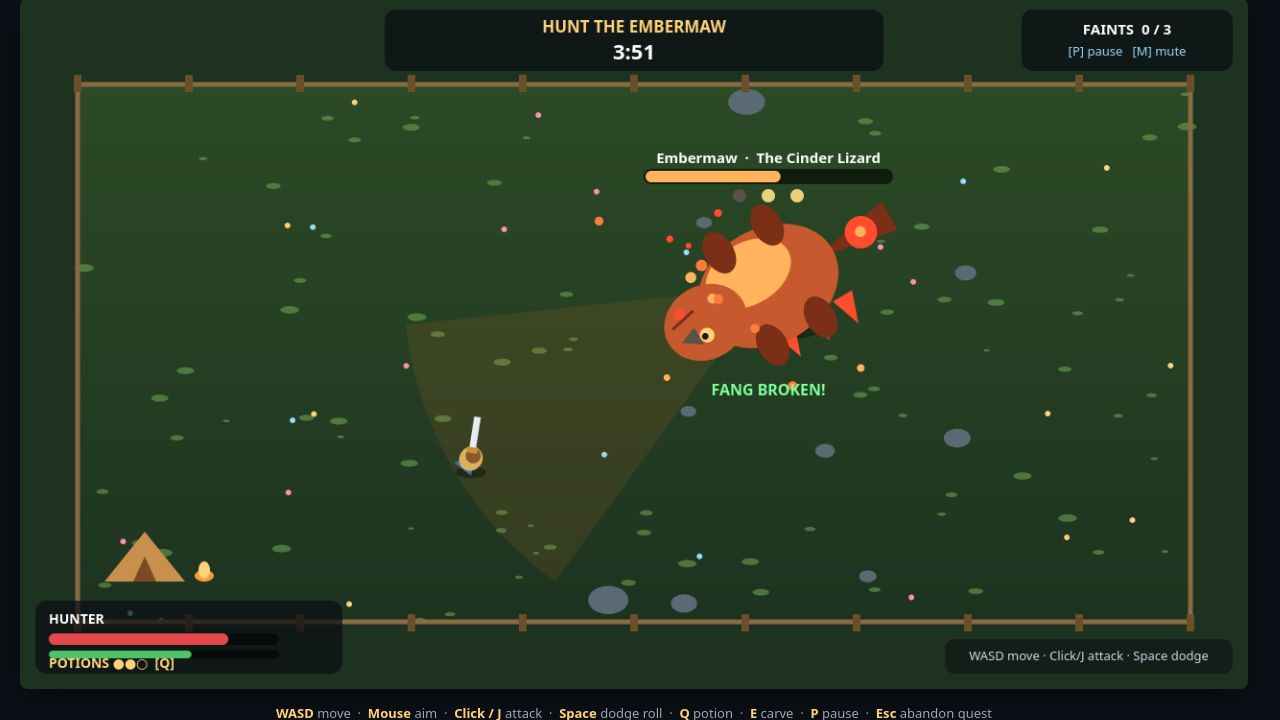 HUNT THE EMBERMAW
3:51
FAINTS 0 / 3
[P] pause [M] mute
Embermaw · The Cinder Lizard
FANG BROKEN!
HUNTER
POTIONS ●●○ [Q]
WASD move · Click/J attack · Space dodge
WASD move · Mouse aim · Click / J attack · Space dodge roll · Q potion · E carve · P pause · Esc abandon quest